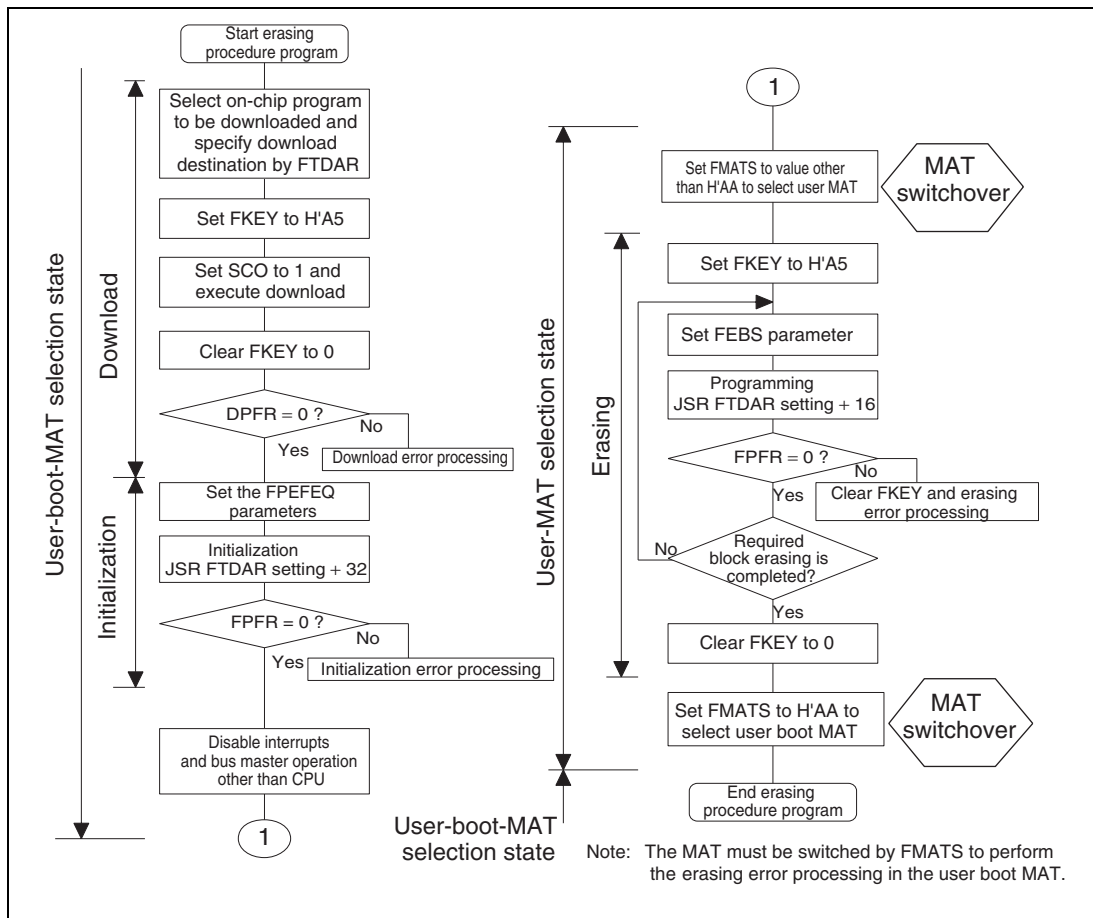 Start erasing
procedure program
Select on-chip program
to be downloaded and
specify download
destination by FTDAR
Set FKEY to H'A5
Set SCO to 1 and
execute download
Clear FKEY to 0
DPFR = 0 ?
No
Yes
Download error processing
Set the FPEFEQ
parameters
Initialization
JSR FTDAR setting + 32
FPFR = 0 ?
No
Yes
Initialization error processing
Disable interrupts
and bus master operation
other than CPU
1
User-boot-MAT selection state
Download
Initialization
1
Set FMATS to value other
than H'AA to select user MAT
MAT
switchover
Set FKEY to H'A5
Set FEBS parameter
Programming
JSR FTDAR setting + 16
FPFR = 0 ?
No
Yes
Clear FKEY and erasing
error processing
Required
block erasing is
completed?
No
Yes
Clear FKEY to 0
Set FMATS to H'AA to
select user boot MAT
MAT
switchover
End erasing
procedure program
User-MAT selection state
Erasing
User-boot-MAT
selection state
Note: The MAT must be switched by FMATS to perform
the erasing error processing in the user boot MAT.